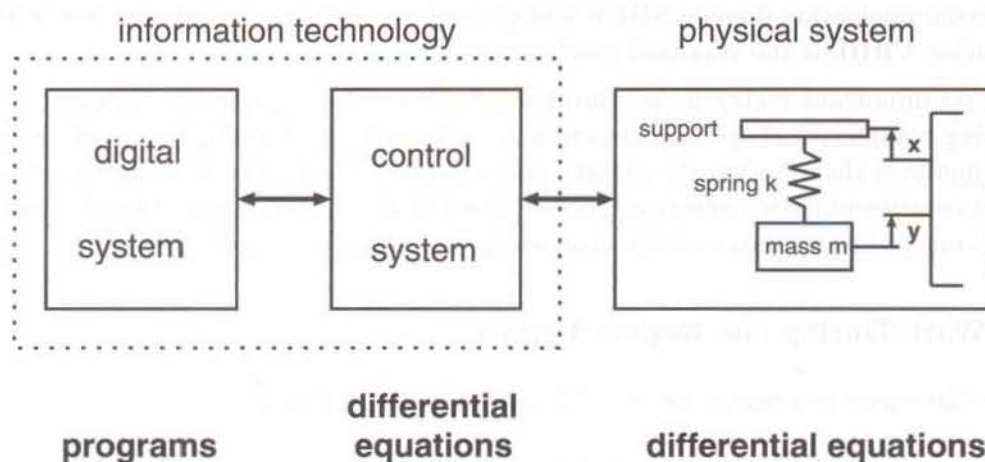 information technology
physical system
digital
system
control
system
support
x
spring k
y
mass m
programs
differential
equations
differential equations